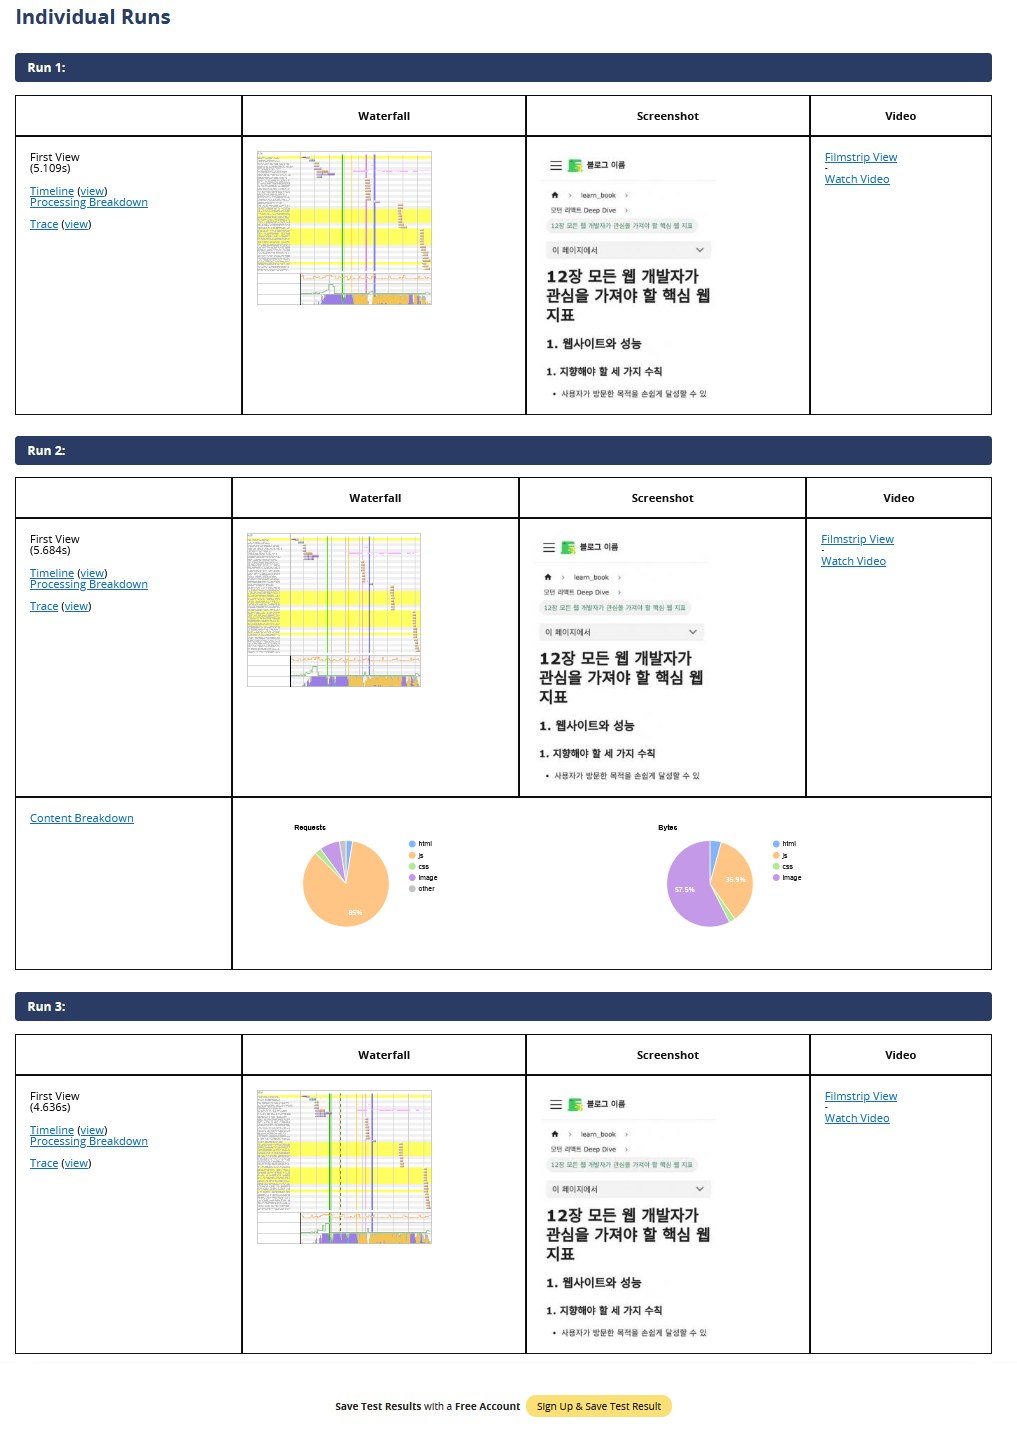 Individual Runs
Run 1:
Waterfall Screenshot Video
First View
(5.109s)
Timeline (view)
Processing Breakdown
Trace (view)
블로그 이름
learn_book
모던 리액트 Deep Dive
12장 모든 웹 개발자가 관심을 가져야 할 핵심 웹 지표
이 페이지에서
12장 모든 웹 개발자가
관심을 가져야 할 핵심 웹
지표
1. 웹사이트와 성능
1. 지향해야 할 세 가지 수칙
• 사용자가 방문한 목적을 손쉽게 달성할 수 있
Filmstrip View
-
Watch Video
Run 2:
Waterfall Screenshot Video
First View
(5.684s)
Timeline (view)
Processing Breakdown
Trace (view)
블로그 이름
learn_book
모던 리액트 Deep Dive
12장 모든 웹 개발자가 관심을 가져야 할 핵심 웹 지표
이 페이지에서
12장 모든 웹 개발자가
관심을 가져야 할 핵심 웹
지표
1. 웹사이트와 성능
1. 지향해야 할 세 가지 수칙
• 사용자가 방문한 목적을 손쉽게 달성할 수 있
Filmstrip View
-
Watch Video
Content Breakdown
Requests
85%
html
js
css
image
other
Bytes
57.5%
35.9%
html
js
css
image
Run 3:
Waterfall Screenshot Video
First View
(4.636s)
Timeline (view)
Processing Breakdown
Trace (view)
블로그 이름
learn_book
모던 리액트 Deep Dive
12장 모든 웹 개발자가 관심을 가져야 할 핵심 웹 지표
이 페이지에서
12장 모든 웹 개발자가
관심을 가져야 할 핵심 웹
지표
1. 웹사이트와 성능
1. 지향해야 할 세 가지 수칙
• 사용자가 방문한 목적을 손쉽게 달성할 수 있
Filmstrip View
-
Watch Video
Save Test Results with a Free Account Sign Up & Save Test Result